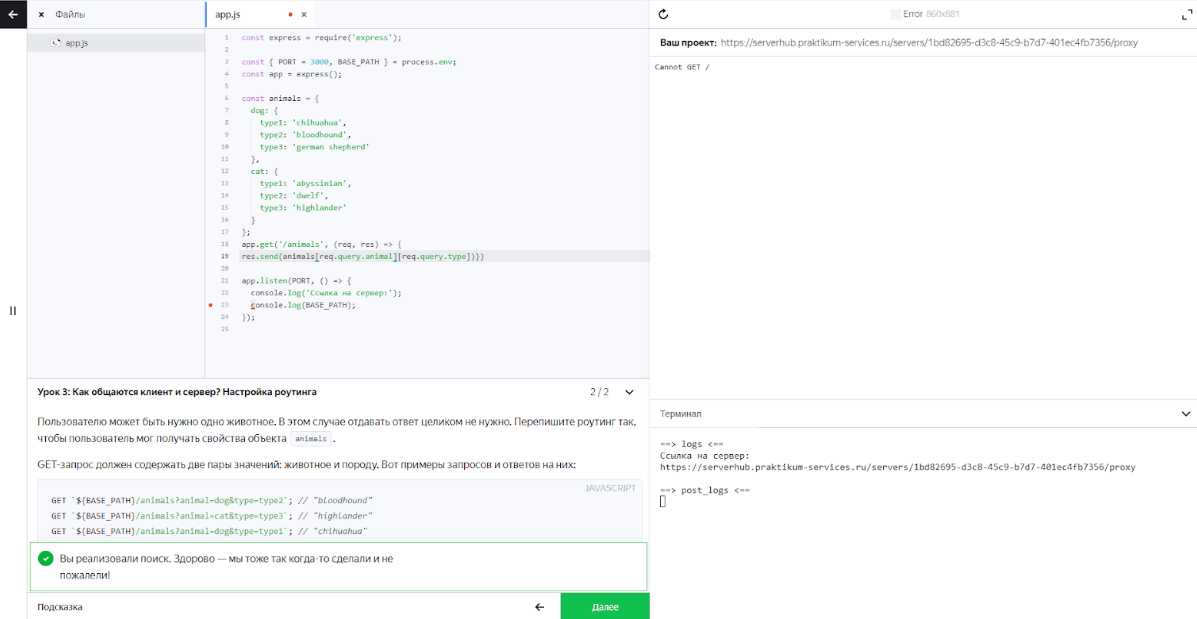 Файлы
app.js
app.js
1 const express = require('express');
2
3 const { PORT = 3000, BASE_PATH } = process.env;
4 const app = express();
5
6 const animals = {
7 dog: {
8 type1: 'chihuahua',
9 type2: 'bloodhound',
10 type3: 'german shepherd'
11 },
12 cat: {
13 type1: 'abyssinian',
14 type2: 'dwelf',
15 type3: 'highlander'
16 }
17 };
18 app.get('/animals', (req, res) => {
19 res.send(animals[req.query.animal][req.query.type])})
20
21 app.listen(PORT, () => {
22 console.log('Ссылка на сервер:');
23 console.log(BASE_PATH);
24 });
25
Урок 3: Как общаются клиент и сервер? Настройка роутинга
2 / 2
Пользователю может быть нужно одно животное. В этом случае отдавать ответ целиком не нужно. Перепишите роутинг так,
чтобы пользователь мог получать свойства объекта animals .
GET-запрос должен содержать две пары значений: животное и породу. Вот примеры запросов и ответов на них:
JAVASCRIPT
GET `${BASE_PATH}/animals?animal=dog&type=type2`; // "bloodhound"
GET `${BASE_PATH}/animals?animal=cat&type=type3`; // "highlander"
GET `${BASE_PATH}/animals?animal=dog&type=type1`; // "chihuahua"
Вы реализовали поиск. Здорово — мы тоже так когда-то сделали и не
пожалели!
Подсказка
Далее
Error 860x881
Ваш проект: https://serverhub.praktikum-services.ru/servers/1bd82695-d3c8-45c9-b7d7-401ec4fb7356/proxy
Cannot GET /
Терминал
==> logs <==
Ссылка на сервер:
https://serverhub.praktikum-services.ru/servers/1bd82695-d3c8-45c9-b7d7-401ec4fb7356/proxy
==> post_logs <==